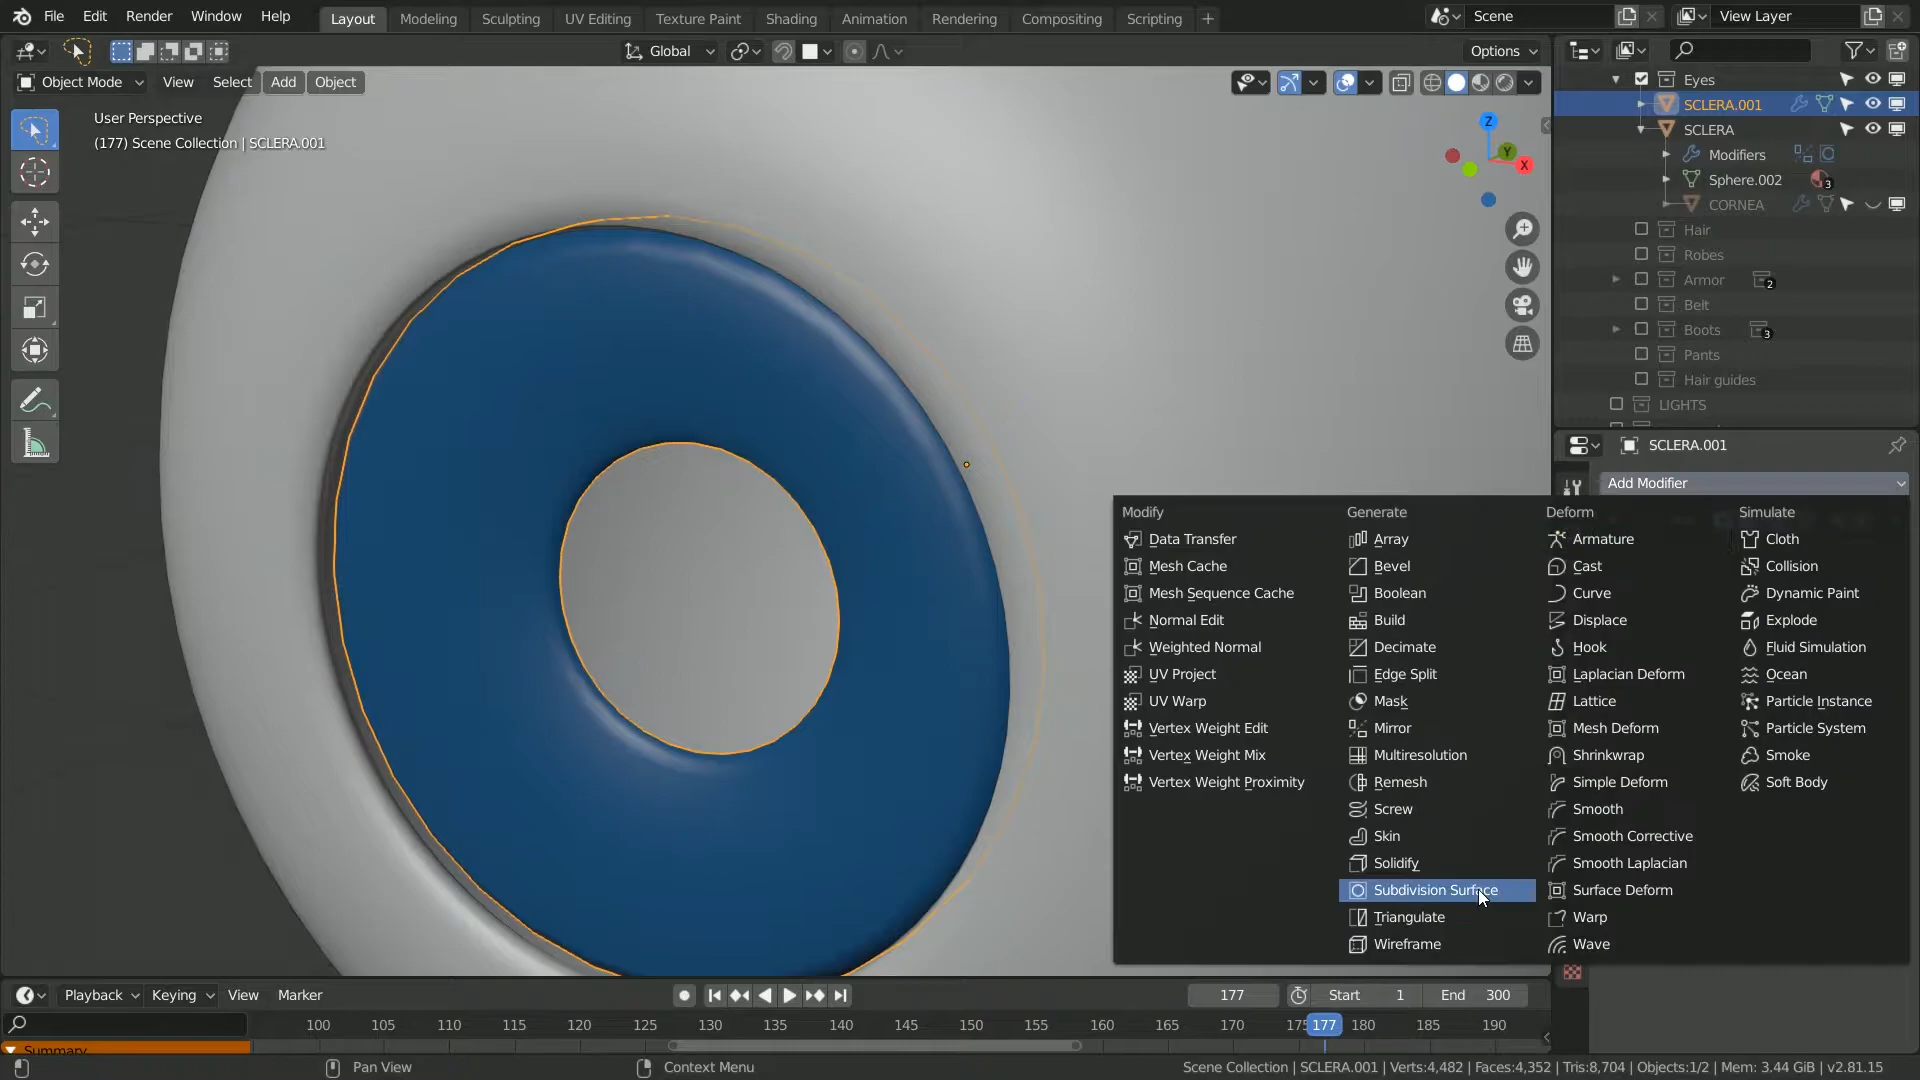 File Edit Render Window Help Layout Modeling Sculpting UV Editing Texture Paint Shading Animation Rendering Compositing Scripting + Scene View Layer
Global Options
Object Mode View Select Add Object
User Perspective
(177) Scene Collection | SCLERA.001
Z
Y
X
Eyes
SCLERA.001
SCLERA
Modifiers
Sphere.002 3
CORNEA
Hair
Robes
Armor 2
Belt
Boots 3
Pants
Hair guides
LIGHTS
SCLERA.001
Add Modifier
Modify
Data Transfer
Mesh Cache
Mesh Sequence Cache
Normal Edit
Weighted Normal
UV Project
UV Warp
Vertex Weight Edit
Vertex Weight Mix
Vertex Weight Proximity
Generate
Array
Bevel
Boolean
Build
Decimate
Edge Split
Mask
Mirror
Multiresolution
Remesh
Screw
Skin
Solidify
Subdivision Surface
Triangulate
Wireframe
Deform
Armature
Cast
Curve
Displace
Hook
Laplacian Deform
Lattice
Mesh Deform
Shrinkwrap
Simple Deform
Smooth
Smooth Corrective
Smooth Laplacian
Surface Deform
Warp
Wave
Simulate
Cloth
Collision
Dynamic Paint
Explode
Fluid Simulation
Ocean
Particle Instance
Particle System
Smoke
Soft Body
Playback Keying View Marker 177 Start 1 End 300
100 105 110 115 120 125 130 135 140 145 150 155 160 165 170 175 177 180 185 190
Summary
Pan View Context Menu Scene Collection | SCLERA.001 | Verts:4,482 | Faces:4,352 | Tris:8,704 | Objects:1/2 | Mem: 3.44 GiB | v2.81.15